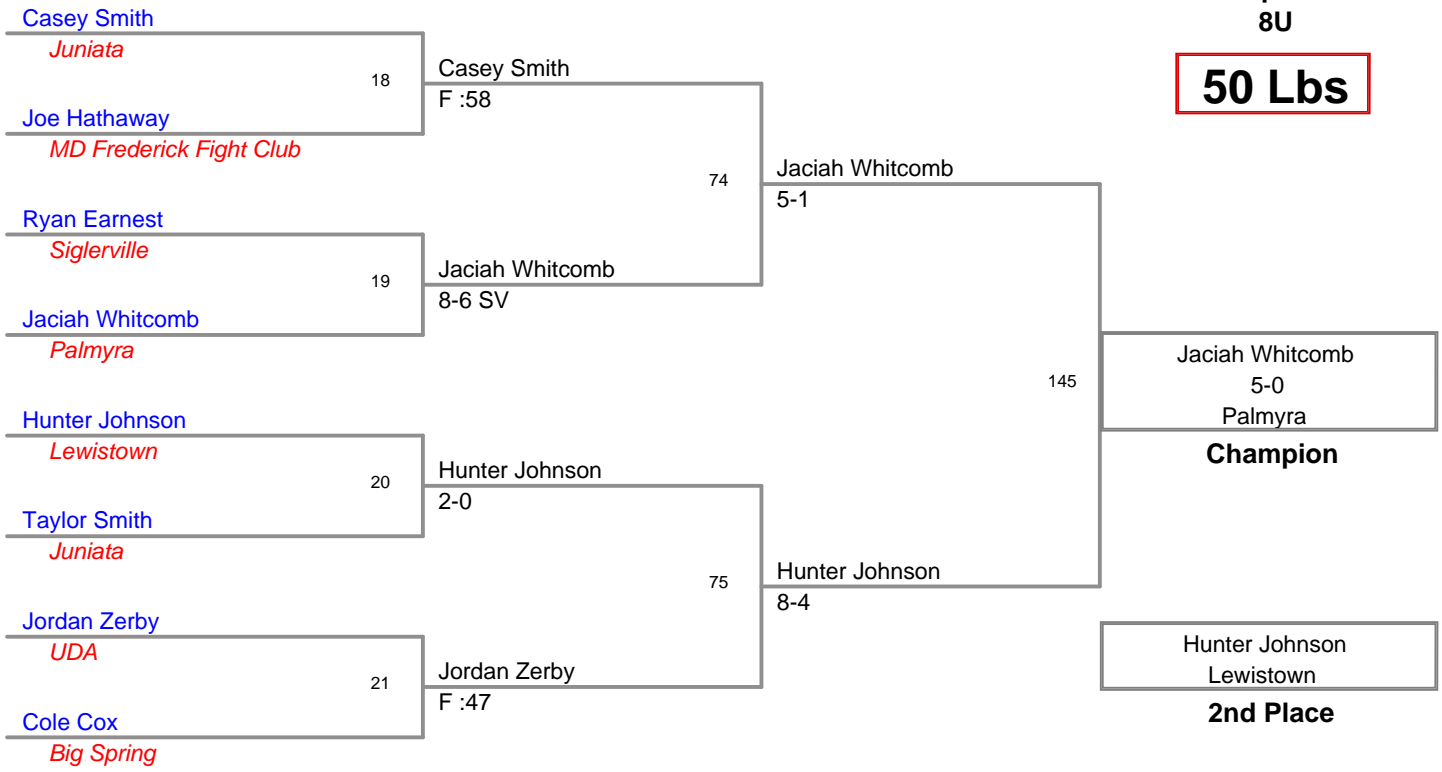 8U
50 Lbs
Casey Smith
Juniata
18
Casey Smith
F :58
Joe Hathaway
MD Frederick Fight Club
74
Jaciah Whitcomb
5-1
Ryan Earnest
Siglerville
19
Jaciah Whitcomb
8-6 SV
Jaciah Whitcomb
Palmyra
145
Jaciah Whitcomb
5-0
Palmyra
Champion
Hunter Johnson
Lewistown
20
Hunter Johnson
2-0
Taylor Smith
Juniata
75
Hunter Johnson
8-4
Jordan Zerby
UDA
21
Jordan Zerby
F :47
Cole Cox
Big Spring
Hunter Johnson
Lewistown
2nd Place